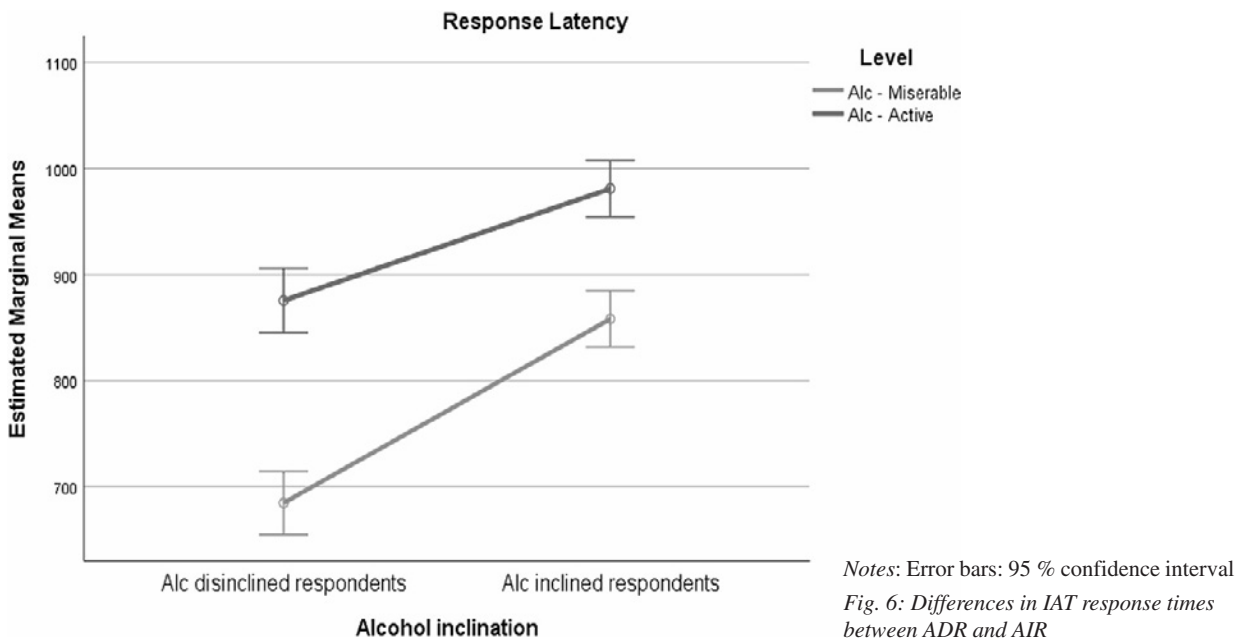 Response Latency
Level
Alc - Miserable
Alc - Active
Estimated Marginal Means
1100
1000
900
800
700
Alc disinclined respondents
Alc inclined respondents
Alcohol inclination
Notes: Error bars: 95 % confidence interval
Fig. 6: Differences in IAT response times
between ADR and AIR